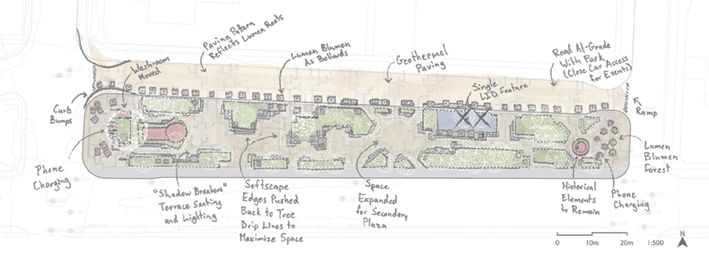 Washroom
Moved
Paving Pattern
Reflects Lumen Roots
Lumen Blumen
As Bollards
Geothermal
Paving
Single
LID Feature
Road At-Grade
With Park
(Close Car Access
for Events)
Curb
Bumps
Ramp
Phone
Charging
"Shadow Breakers"
Terrace Seating
and Lighting
Softscape
Edges Pushed
Back to Tree
Drip Lines to
Maximize Space
Space
Expanded
for Secondary
Plaza
Historical
Elements
to Remain
Phone
Charging
Lumen
Blumen
Forest
0 10m 20m 1:500 N